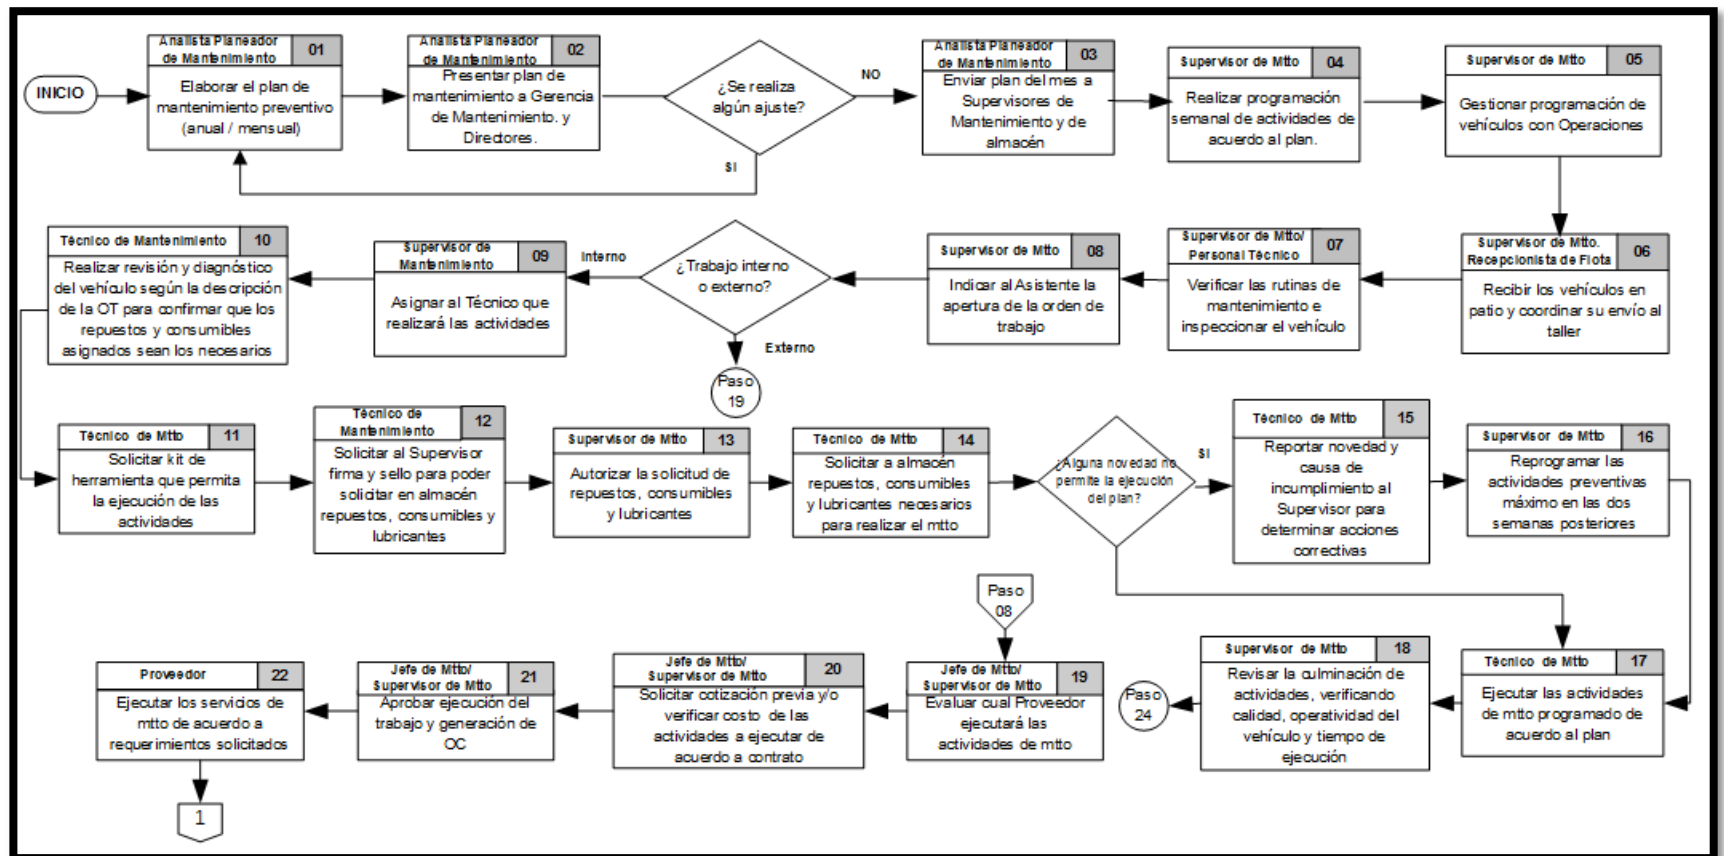 INICIO
Analista Planeador
de Mantenimiento
01
Elaborar el plan de
mantenimiento preventivo
(anual / mensual)
Analista Planeador
de Mantenimiento
02
Presentar plan de
mantenimiento a Gerencia
de Mantenimiento. y
Directores.
¿Se realiza
algún ajuste?
NO
SI
Analista Planeador
de Mantenimiento
03
Enviar plan del mes a
Supervisores de
Mantenimiento y de
almacén
Supervisor de Mtto
04
Realizar programación
semanal de actividades de
acuerdo al plan.
Supervisor de Mtto
05
Gestionar programación de
vehículos con Operaciones
Técnico de Mantenimiento
10
Realizar revisión y diagnóstico
del vehículo según la descripción
de la OT para confirmar que los
repuestos y consumibles
asignados sean los necesarios
Supervisor de
Mantenimiento
09
Asignar al Técnico que
realizará las actividades
Interno
¿Trabajo interno
o externo?
Externo
Paso
19
Supervisor de Mtto
08
Indicar al Asistente la
apertura de la orden de
trabajo
Supervisor de Mtto/
Personal Técnico
07
Verificar las rutinas de
mantenimiento e
inspeccionar el vehículo
Supervisor de Mtto.
Recepcionista de Flota
06
Recibir los vehículos en
patio y coordinar su envío al
taller
Técnico de Mtto
11
Solicitar kit de
herramienta que permita
la ejecución de las
actividades
Técnico de
Mantenimiento
12
Solicitar al Supervisor
firma y sello para poder
solicitar en almacén
repuestos, consumibles y
lubricantes
Supervisor de Mtto
13
Autorizar la solicitud de
repuestos, consumibles
y lubricantes
Técnico de Mtto
14
Solicitar a almacén
repuestos, consumibles
y lubricantes necesarios
para realizar el mtto
¿Alguna novedad no
permite la ejecución
del plan?
SI
Técnico de Mtto
15
Reportar novedad y
causa de
incumplimiento al
Supervisor para
determinar acciones
correctivas
Supervisor de Mtto
16
Reprogramar las
actividades preventivas
máximo en las dos
semanas posteriores
Paso
08
Proveedor
22
Ejecutar los servicios de
mtto de acuerdo a
requerimientos solicitados
1
Jefe de Mtto/
Supervisor de Mtto
21
Aprobar ejecución del
trabajo y generación de
OC
Jefe de Mtto/
Supervisor de Mtto
20
Solicitar cotización previa y/o
verificar costo de las
actividades a ejecutar de
acuerdo a contrato
Jefe de Mtto/
Supervisor de Mtto
19
Evaluar cual Proveedor
ejecutará las
actividades de mtto
Paso
24
Supervisor de Mtto
18
Revisar la culminación de
actividades, verificando
calidad, operatividad del
vehículo y tiempo de
ejecución
Técnico de Mtto
17
Ejecutar las actividades
de mtto programado de
acuerdo al plan